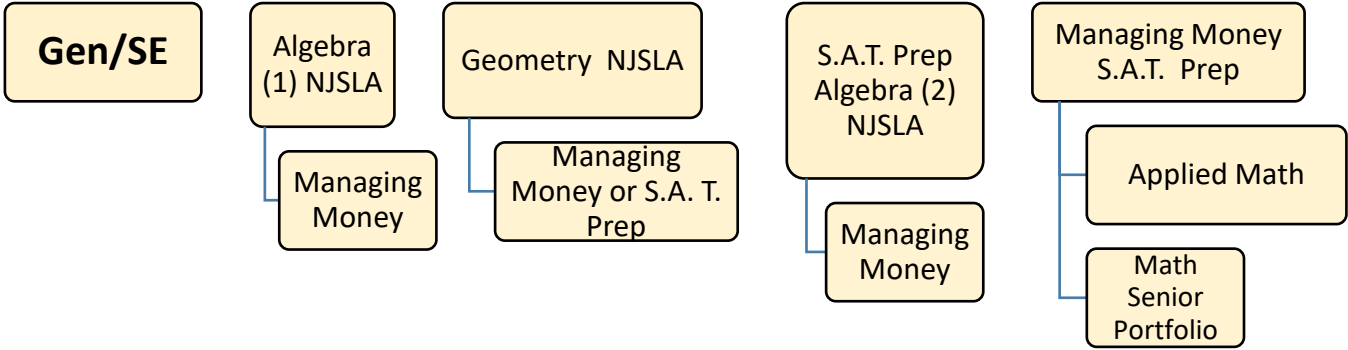 Gen/SE
Algebra
(1) NJSLA
Managing
Money
Geometry NJSLA
Managing
Money or S.A. T.
Prep
S.A.T. Prep
Algebra (2)
NJSLA
Managing
Money
Managing Money
S.A.T. Prep
Applied Math
Math
Senior
Portfolio